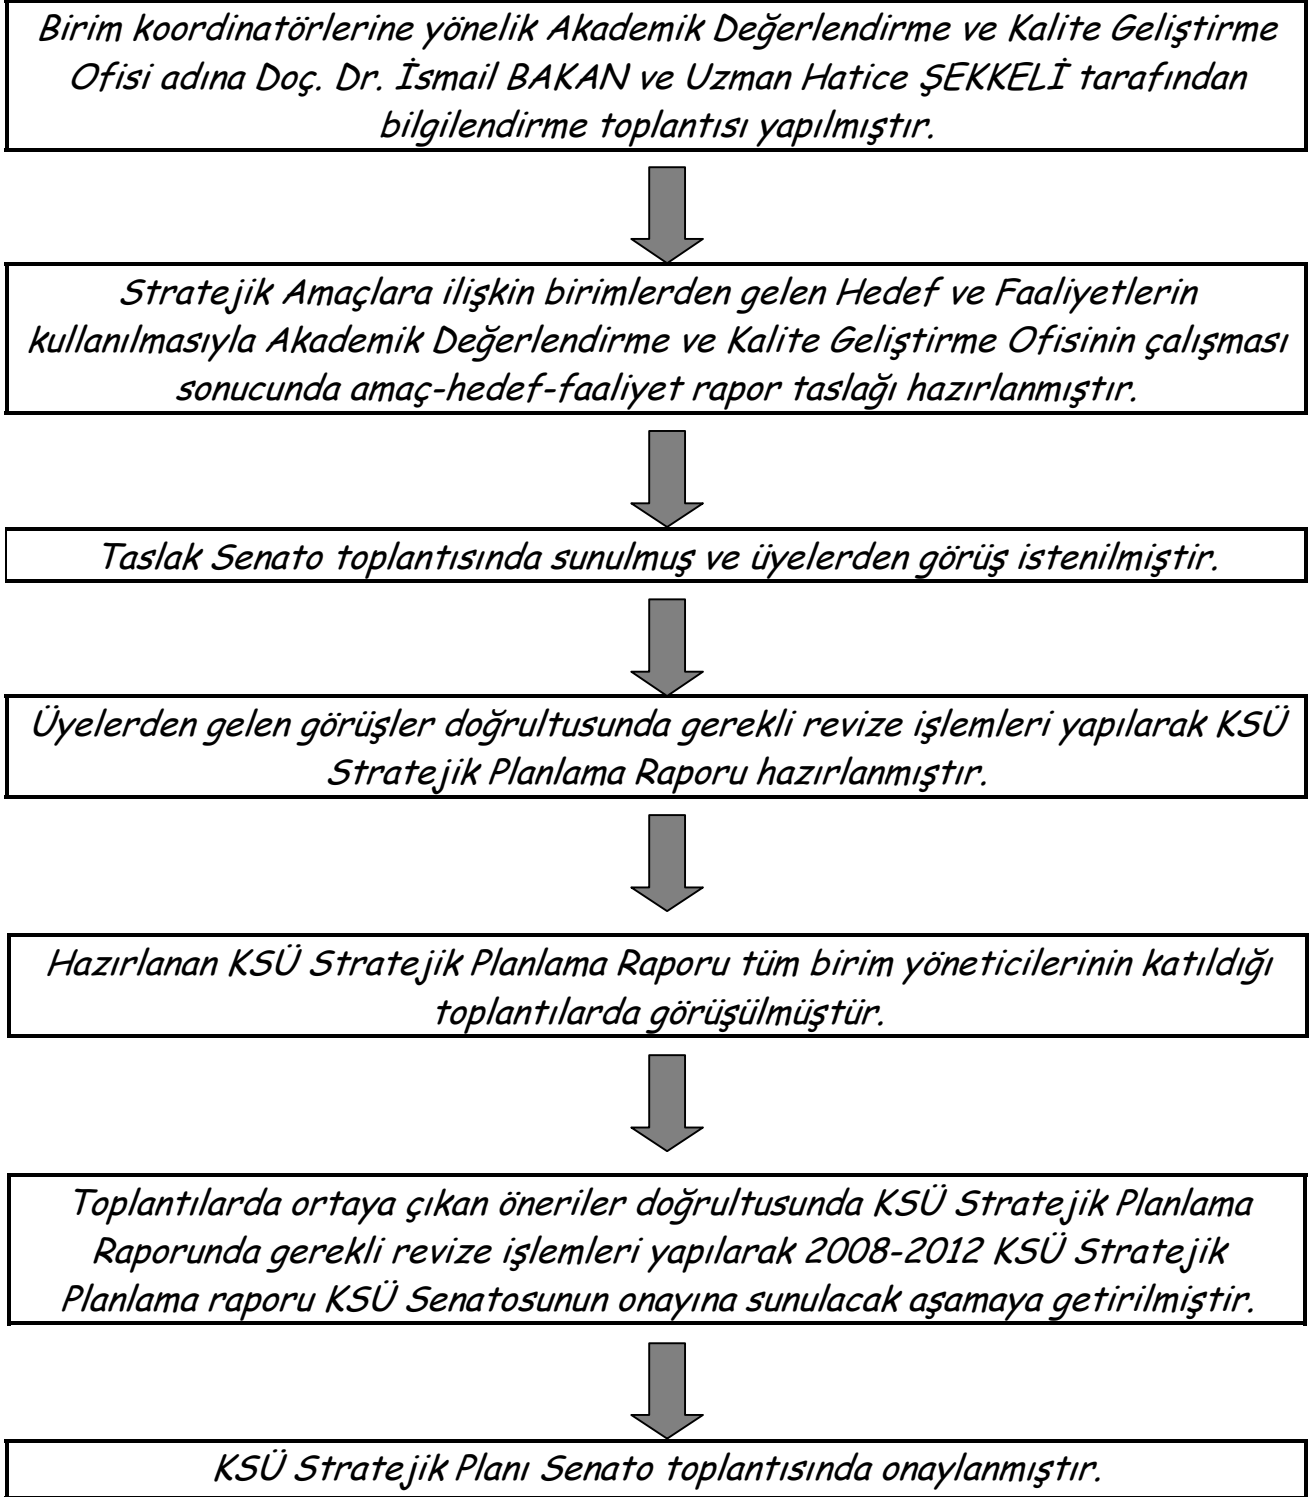 Birim koordinatörlerine yönelik Akademik Değerlendirme ve Kalite Geliştirme
Ofisi adına Doç. Dr. İsmail BAKAN ve Uzman Hatice ŞEKKELİ tarafından
bilgilendirme toplantısı yapılmıştır.
Stratejik Amaçlara ilişkin birimlerden gelen Hedef ve Faaliyetlerin
kullanılmasıyla Akademik Değerlendirme ve Kalite Geliştirme Ofisinin çalışması
sonucunda amaç-hedef-faaliyet rapor taslağı hazırlanmıştır.
Taslak Senato toplantısında sunulmuş ve üyelerden görüş istenilmiştir.
Üyelerden gelen görüşler doğrultusunda gerekli revize işlemleri yapılarak KSÜ
Stratejik Planlama Raporu hazırlanmıştır.
Hazırlanan KSÜ Stratejik Planlama Raporu tüm birim yöneticilerinin katıldığı
toplantılarda görüşülmüştür.
Toplantılarda ortaya çıkan öneriler doğrultusunda KSÜ Stratejik Planlama
Raporunda gerekli revize işlemleri yapılarak 2008-2012 KSÜ Stratejik
Planlama raporu KSÜ Senatosunun onayına sunulacak aşamaya getirilmiştir.
KSÜ Stratejik Planı Senato toplantısında onaylanmıştır.